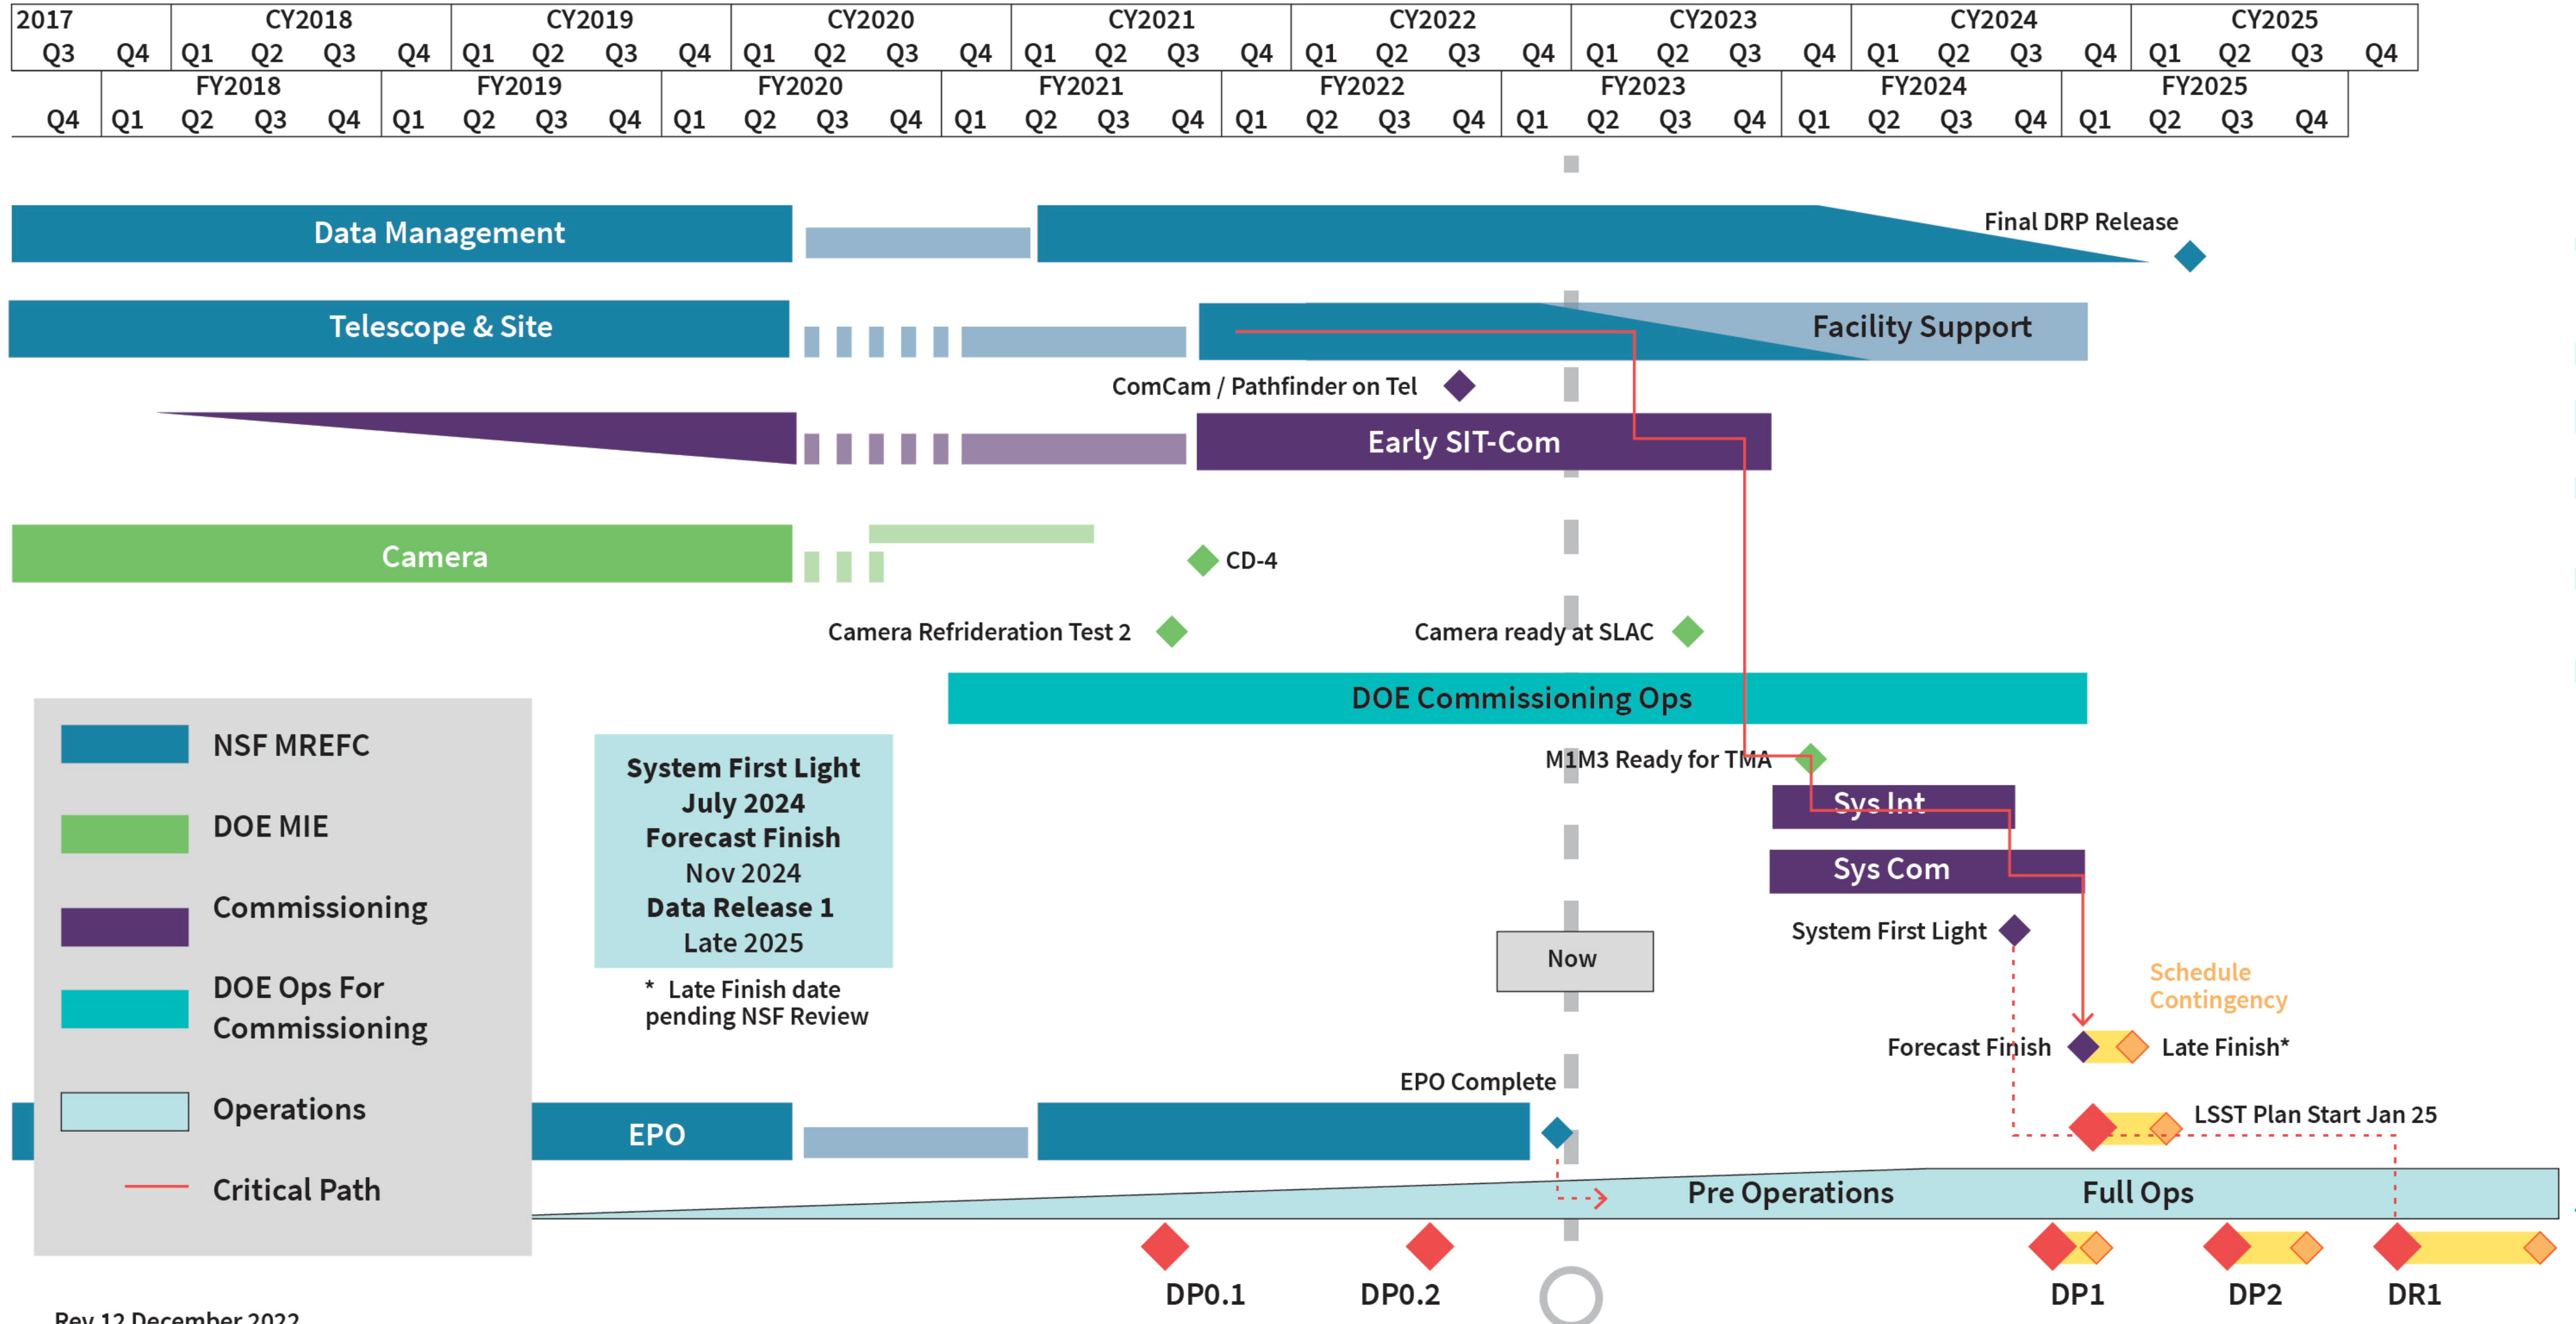 2017 CY2018 CY2019 CY2020 CY2021 CY2022 CY2023 CY2024 CY2025
Q3 Q4 Q1 Q2 Q3 Q4 Q1 Q2 Q3 Q4 Q1 Q2 Q3 Q4 Q1 Q2 Q3 Q4 Q1 Q2 Q3 Q4 Q1 Q2 Q3 Q4 Q1 Q2 Q3 Q4 Q1 Q2 Q3 Q4
FY2018 FY2019 FY2020 FY2021 FY2022 FY2023 FY2024 FY2025
Q4 Q1 Q2 Q3 Q4 Q1 Q2 Q3 Q4 Q1 Q2 Q3 Q4 Q1 Q2 Q3 Q4 Q1 Q2 Q3 Q4 Q1 Q2 Q3 Q4 Q1 Q2 Q3 Q4 Q1 Q2 Q3 Q4
Data Management
Final DRP Release
Telescope & Site
Facility Support
ComCam / Pathfinder on Tel
Early SIT-Com
Camera
CD-4
Camera Refrideration Test 2
Camera ready at SLAC
DOE Commissioning Ops
M1M3 Ready for TMA
Sys Int
Sys Com
System First Light
Now
Schedule
Contingency
Forecast Finish
Late Finish*
EPO Complete
LSST Plan Start Jan 25
EPO
Pre Operations
Full Ops
DP0.1
DP0.2
DP1
DP2
DR1
NSF MREFC
DOE MIE
Commissioning
DOE Ops For
Commissioning
Operations
Critical Path
System First Light
July 2024
Forecast Finish
Nov 2024
Data Release 1
Late 2025
* Late Finish date
pending NSF Review
Rev 12 December 2022